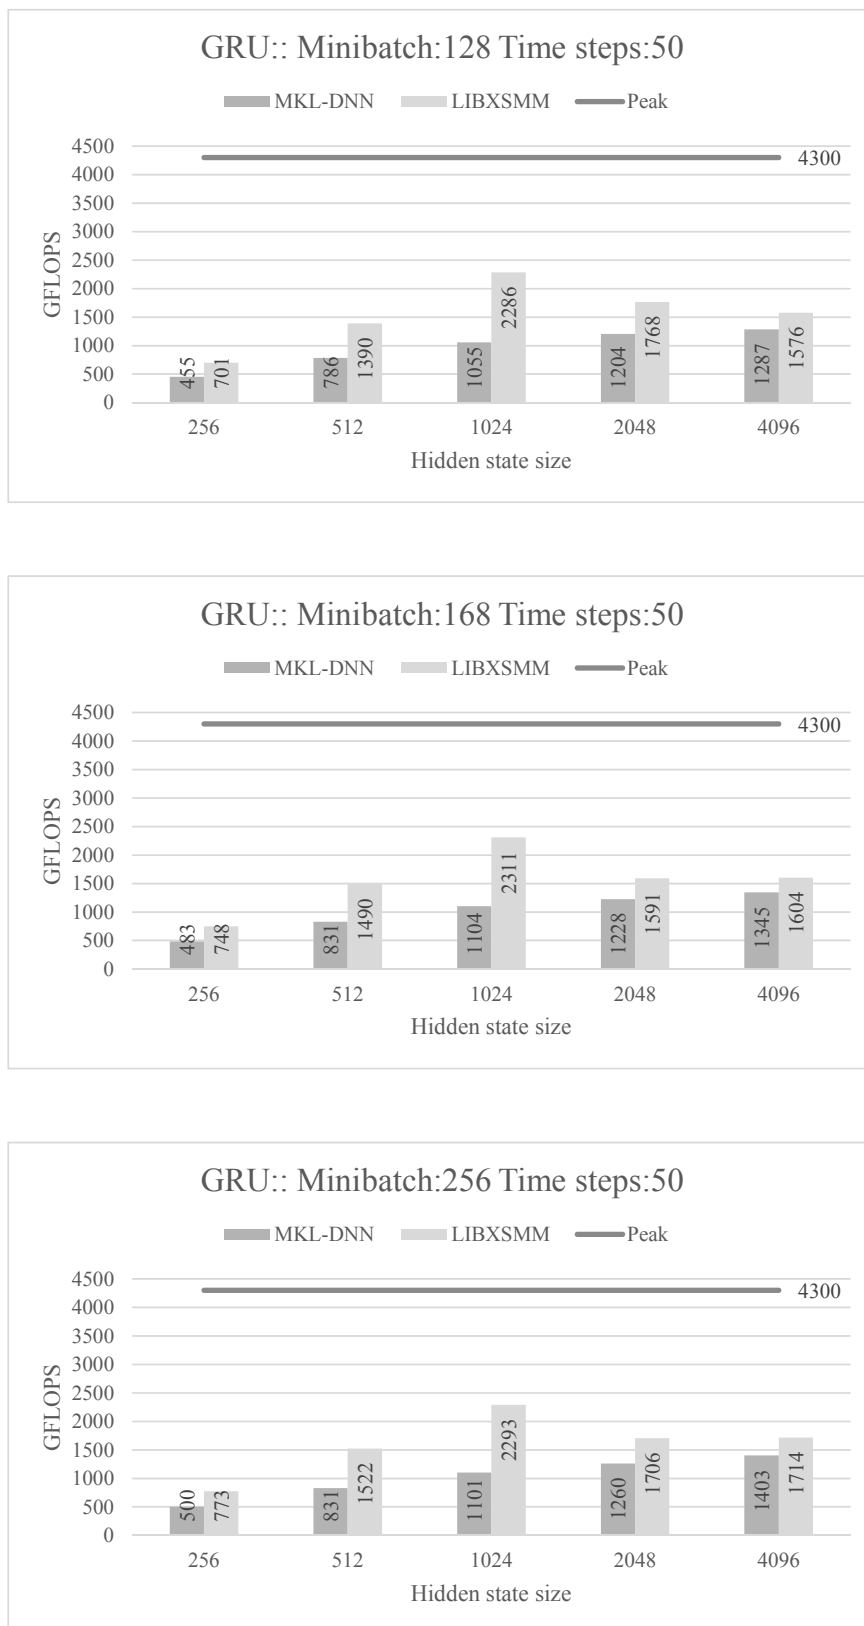 GRU:: Minibatch:128 Time steps:50
MKL-DNN LIBXSMM Peak
4500
4000
3500
3000
2500
2000
1500
1000
500
0
GFLOPS
4300
455 701 786 1390 1055 2286 1204 1768 1287 1576
256 512 1024 2048 4096
Hidden state size
GRU:: Minibatch:168 Time steps:50
MKL-DNN LIBXSMM Peak
4500
4000
3500
3000
2500
2000
1500
1000
500
0
GFLOPS
4300
483 748 831 1490 1104 2311 1228 1591 1345 1604
256 512 1024 2048 4096
Hidden state size
GRU:: Minibatch:256 Time steps:50
MKL-DNN LIBXSMM Peak
4500
4000
3500
3000
2500
2000
1500
1000
500
0
GFLOPS
4300
500 773 831 1522 1101 2293 1260 1706 1403 1714
256 512 1024 2048 4096
Hidden state size